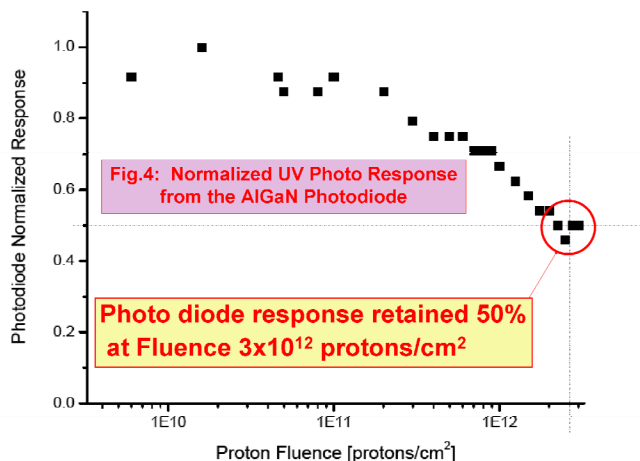 Photodiode Normalized Response
1.0
0.8
0.6
0.4
0.2
0.0
Fig.4: Normalized UV Photo Response
from the AlGaN Photodiode
Photo diode response retained 50%
at Fluence 3x10¹² protons/cm²
1E10
1E11
1E12
Proton Fluence [protons/cm²]